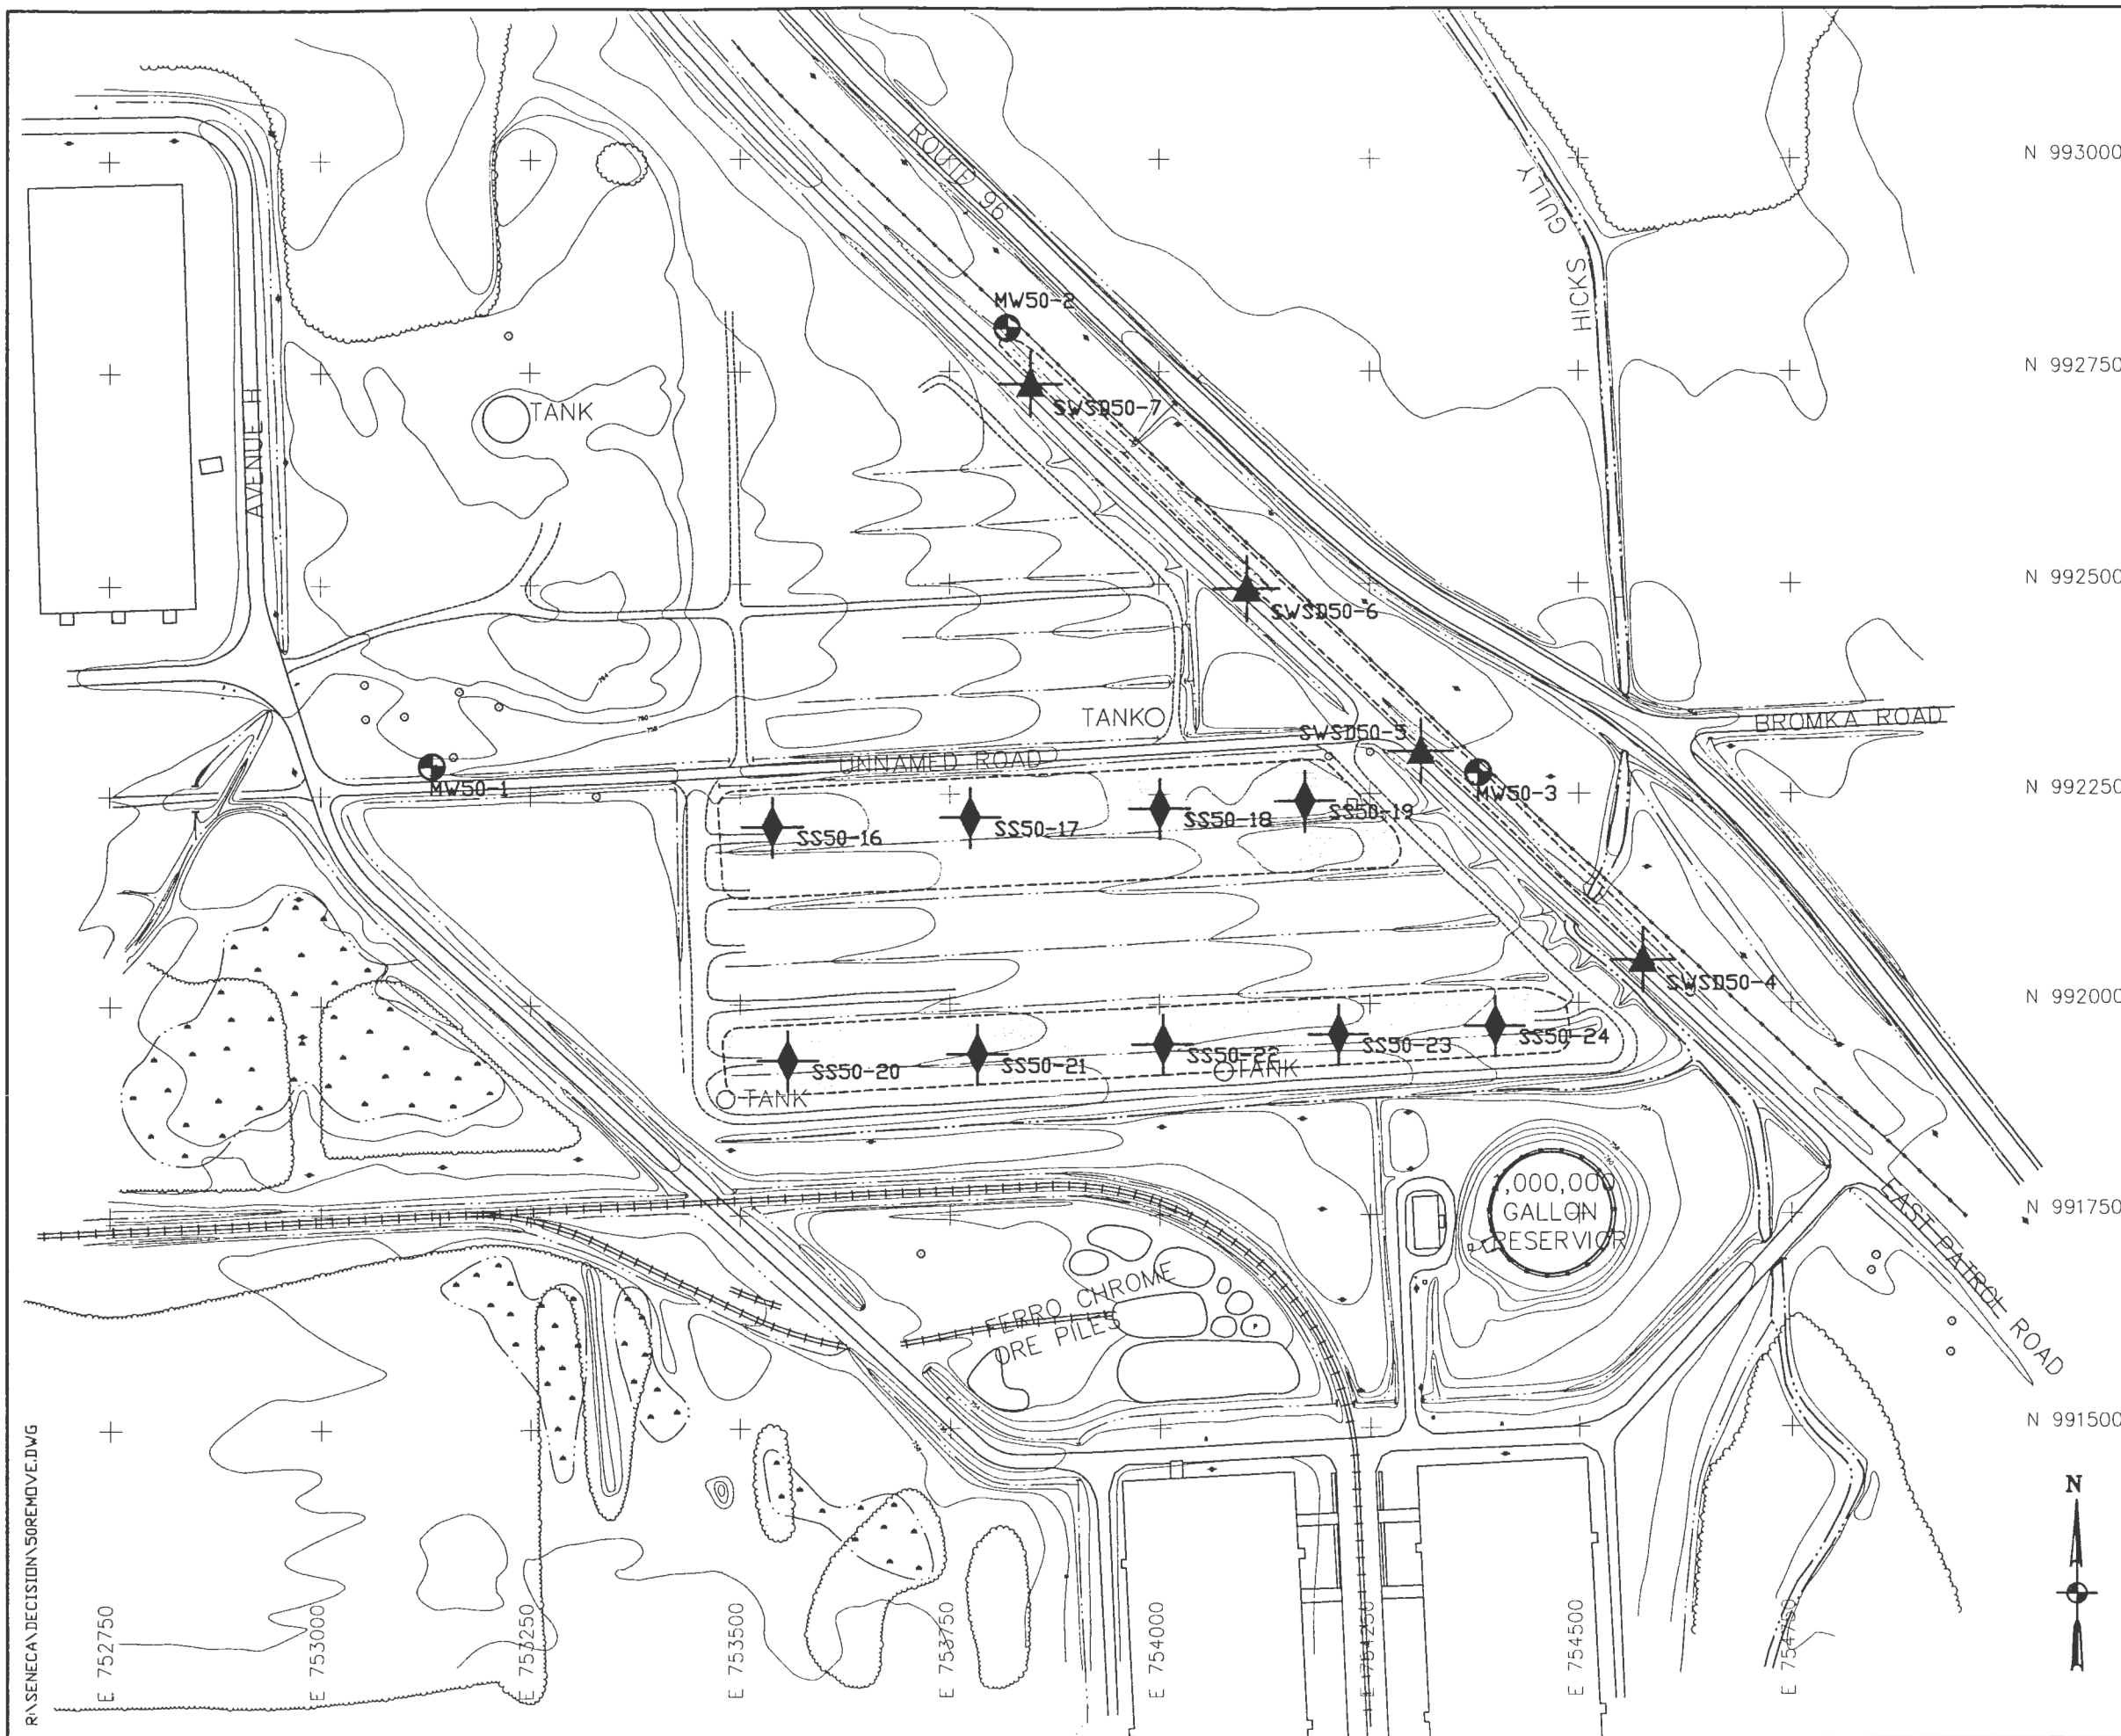 ROUTE 96
N 993000
GULLY
HICKS
MW50-2
N 992750
SWSD50-7
TANK
AVENUE H
N 992500
SWSD50-6
TANK
SWSD50-5
BROMKA ROAD
UNNAMED ROAD
MW50-1
MW50-3
N 992250
SS50-16
SS50-17
SS50-18
SS50-19
SWSD50-4
N 992000
SS50-20
SS50-21
SS50-22
SS50-23
SS50-24
TANK
TANK
1,000,000
GALLON
RESERVIOR
N 991750
EAST PATROL ROAD
FERRO CHROME
ORE PILES
N 991500
N
R:\SENECA\DECISION\50REMOVE.DWG
E 752750
E 753000
E 753250
E 753500
E 753750
E 754000
E 754250
E 754500
E 754750